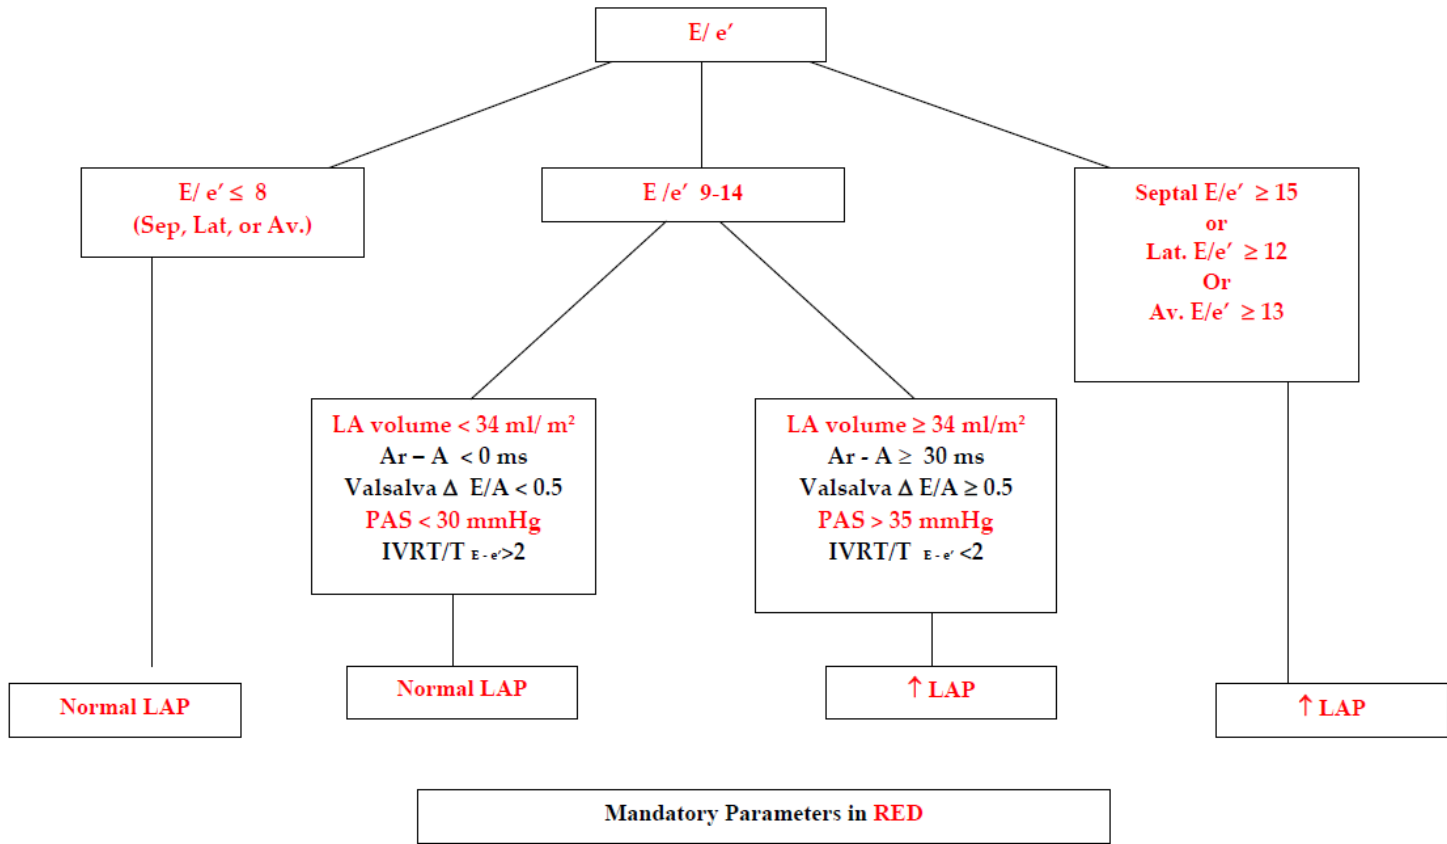 E/ e′
E/ e′ ≤ 8
(Sep, Lat, or Av.)
E /e′ 9-14
Septal E/e′ ≥ 15
or
Lat. E/e′ ≥ 12
Or
Av. E/e′ ≥ 13
LA volume < 34 ml/ m²
Ar – A < 0 ms
Valsalva Δ E/A < 0.5
PAS < 30 mmHg
IVRT/T E - e′ >2
LA volume ≥ 34 ml/m²
Ar - A ≥ 30 ms
Valsalva Δ E/A ≥ 0.5
PAS > 35 mmHg
IVRT/T E - e′ <2
Normal LAP
Normal LAP
↑ LAP
↑ LAP
Mandatory Parameters in RED